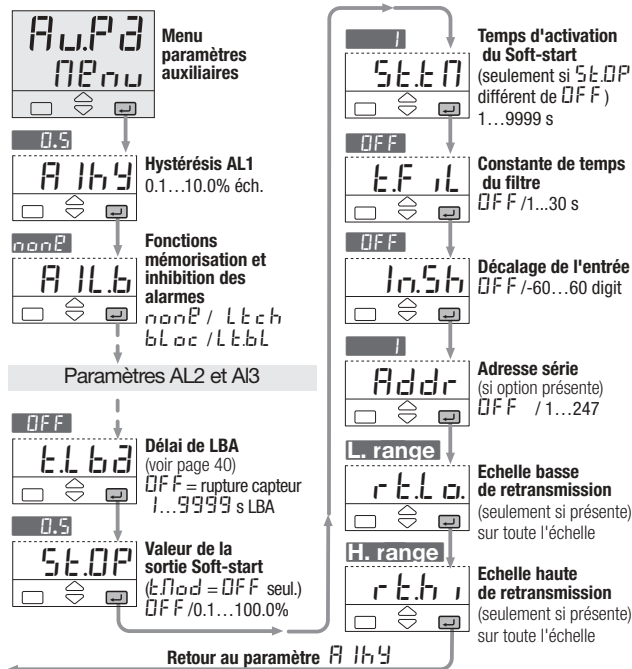 Au.Pa
MEnu
Menu
paramètres
auxiliaires
0.5
A1hy
Hystérésis AL1
0.1…10.0% éch.
nonE
A1L.b
Fonctions
mémorisation et
inhibition des
alarmes
nonE / Ltch
bLoc / Lt.bL
Paramètres AL2 et Al3
OFF
t.Lba
Délai de LBA
(voir page 40)
OFF = rupture capteur
1…9999 s LBA
0.5
St.OP
Valeur de la
sortie Soft-start
(t.Mod = OFF seul.)
OFF/0.1…100.0%
1
St.tM
Temps d'activation
du Soft-start
(seulement si St.OP
différent de OFF)
1…9999 s
OFF
t.FiL
Constante de temps
du filtre
OFF/1...30 s
OFF
In.Sh
Décalage de l'entrée
OFF/-60…60 digit
1
Addr
Adresse série
(si option présente)
OFF / 1…247
L. range
rt.Lo.
Echelle basse
de retransmission
(seulement si présente)
sur toute l'échelle
H. range
rt.hi
Echelle haute
de retransmission
(seulement si présente)
sur toute l'échelle
Retour au paramètre A1hy